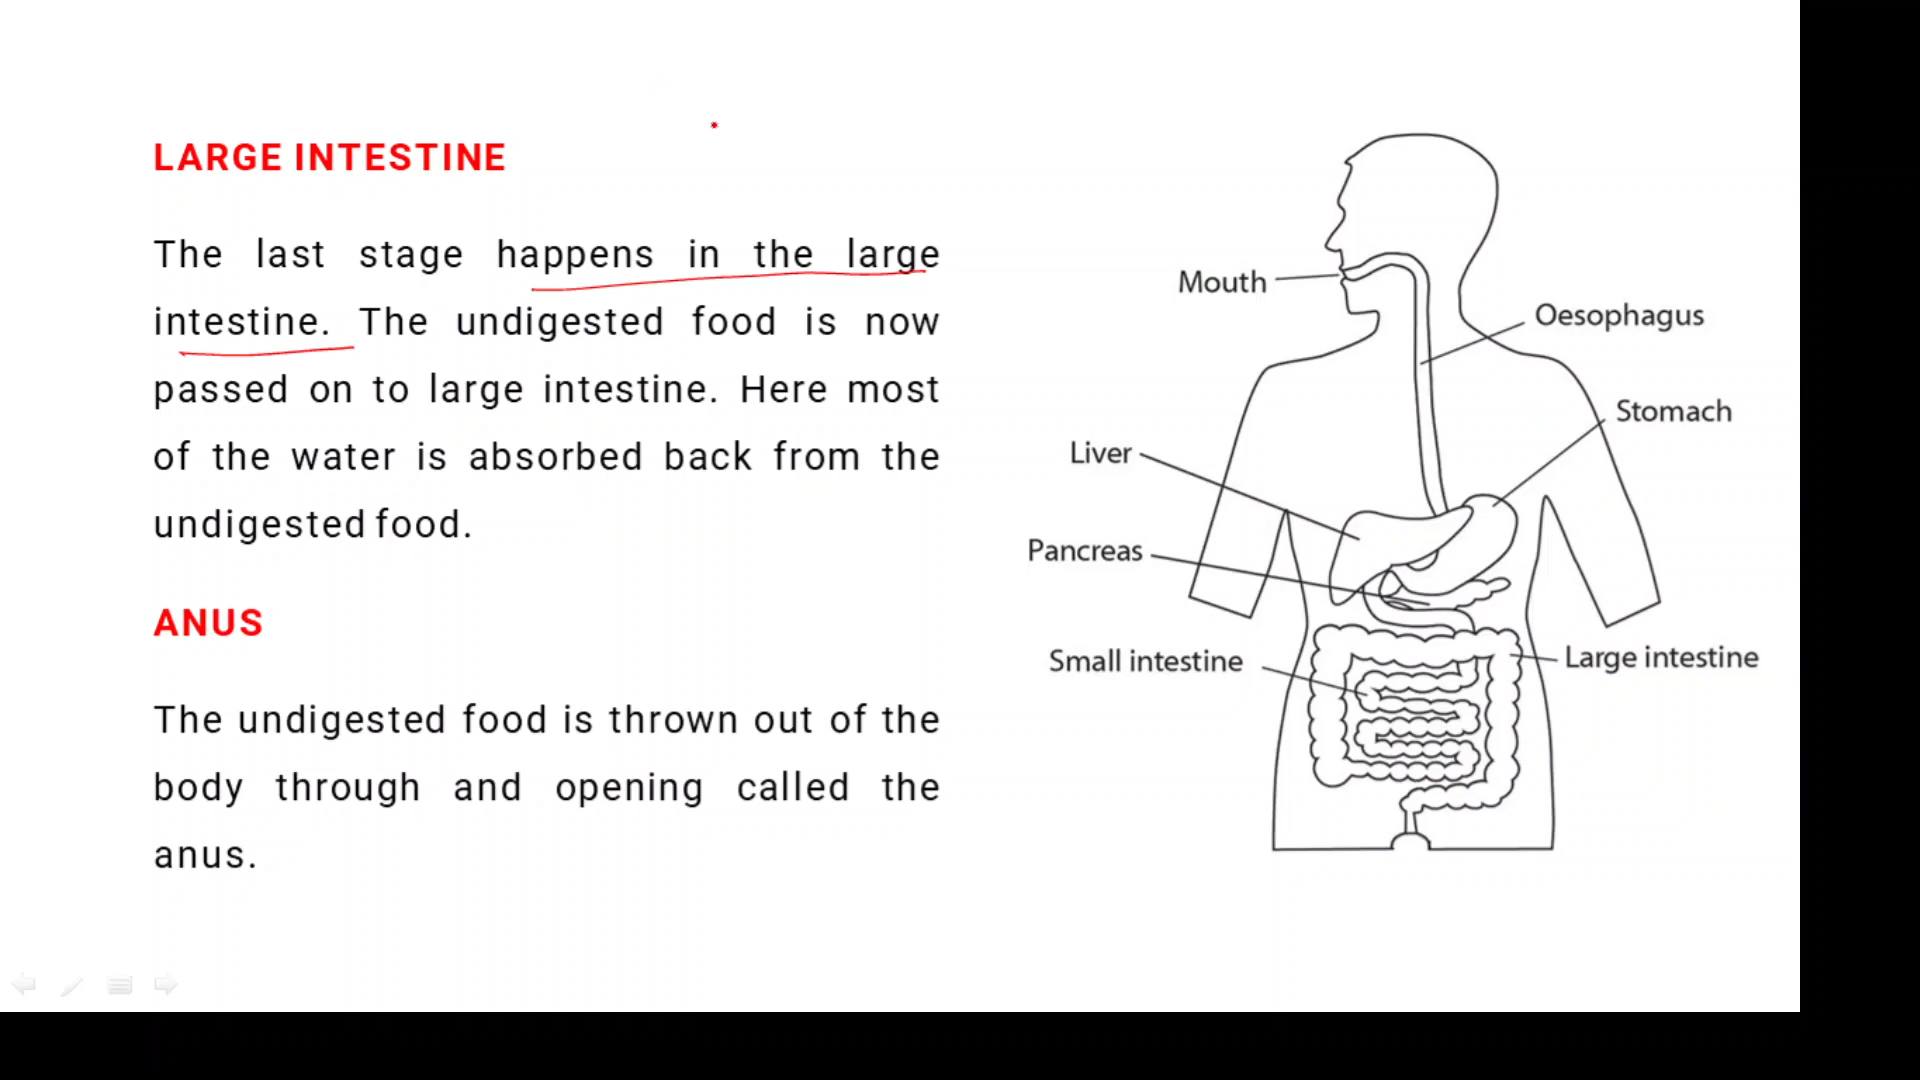 LARGE INTESTINE
The last stage happens in the large
intestine. The undigested food is now
passed on to large intestine. Here most
of the water is absorbed back from the
undigested food.
ANUS
The undigested food is thrown out of the
body through and opening called the
anus.
Mouth
Oesophagus
Stomach
Liver
Pancreas
Small intestine
Large intestine